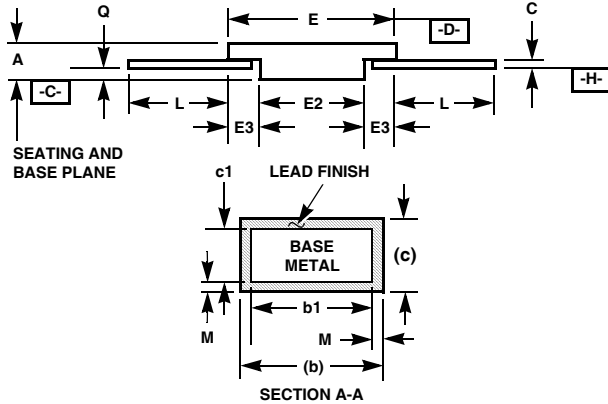 E
-D-
C
Q
A
-C-
-H-
L
E2
L
E3
E3
SEATING AND
BASE PLANE
c1
LEAD FINISH
BASE
METAL
(c)
b1
M
M
(b)
SECTION A-A